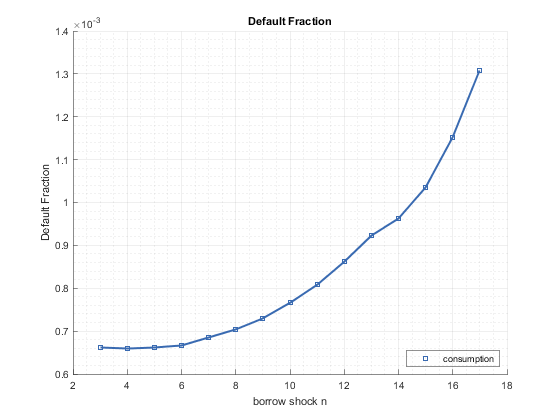 Default Fraction
×10⁻³
1.4
1.3
1.2
1.1
1
0.9
0.8
0.7
0.6
Default Fraction
2 4 6 8 10 12 14 16 18
borrow shock n
consumption